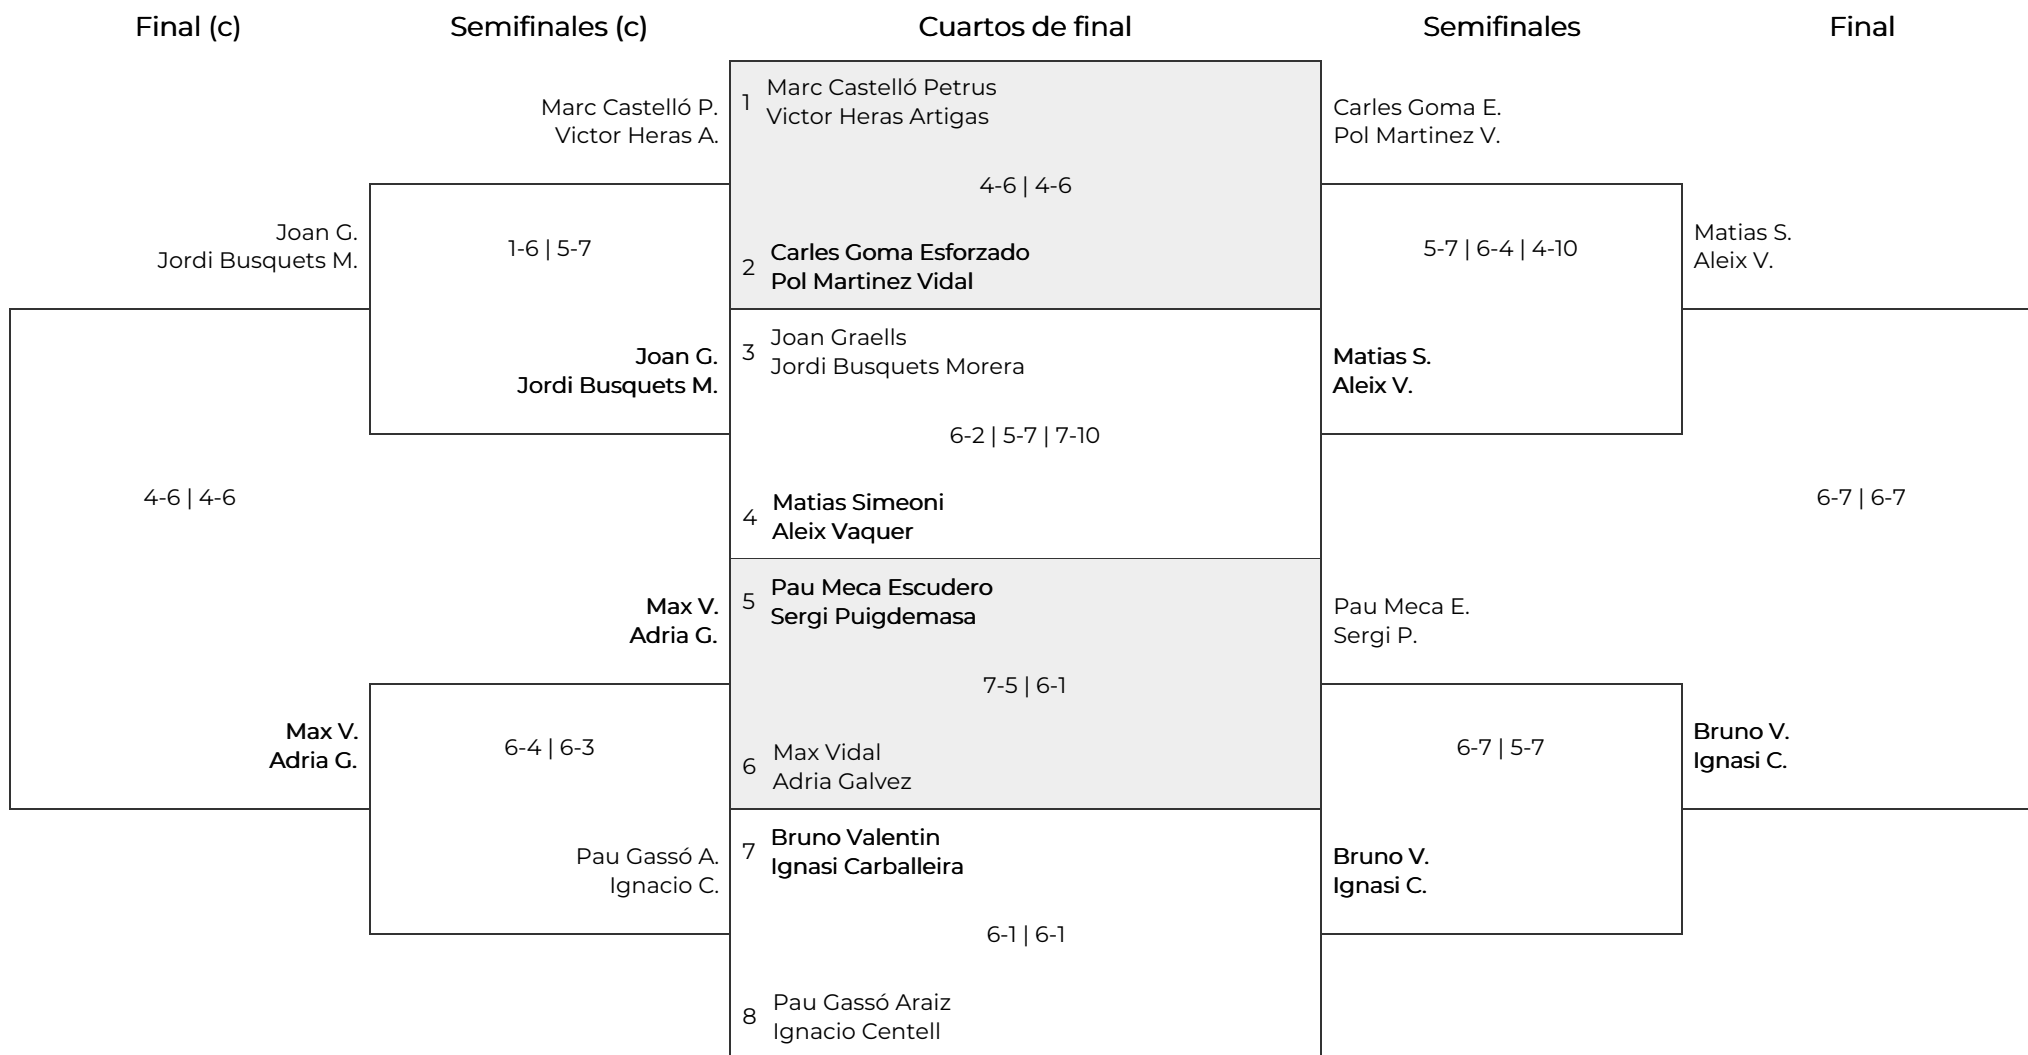 Final (c)
Semifinales (c)
Cuartos de final
Semifinales
Final
Joan G.
Jordi Busquets M.
4-6 | 4-6
Max V.
Adria G.
Marc Castelló P.
Victor Heras A.
1-6 | 5-7
Joan G.
Jordi Busquets M.
Max V.
Adria G.
6-4 | 6-3
Pau Gassó A.
Ignacio C.
1
Marc Castelló Petrus
Victor Heras Artigas
4-6 | 4-6
2
Carles Goma Esforzado
Pol Martinez Vidal
3
Joan Graells
Jordi Busquets Morera
6-2 | 5-7 | 7-10
4
Matias Simeoni
Aleix Vaquer
5
Pau Meca Escudero
Sergi Puigdemasa
7-5 | 6-1
6
Max Vidal
Adria Galvez
7
Bruno Valentin
Ignasi Carballeira
6-1 | 6-1
8
Pau Gassó Araiz
Ignacio Centell
Carles Goma E.
Pol Martinez V.
5-7 | 6-4 | 4-10
Matias S.
Aleix V.
Pau Meca E.
Sergi P.
6-7 | 5-7
Bruno V.
Ignasi C.
Matias S.
Aleix V.
6-7 | 6-7
Bruno V.
Ignasi C.